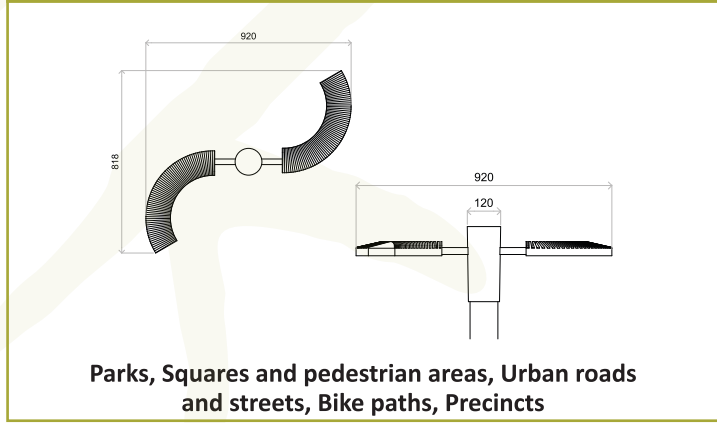 920
818
920
120
Parks, Squares and pedestrian areas, Urban roads
and streets, Bike paths, Precincts